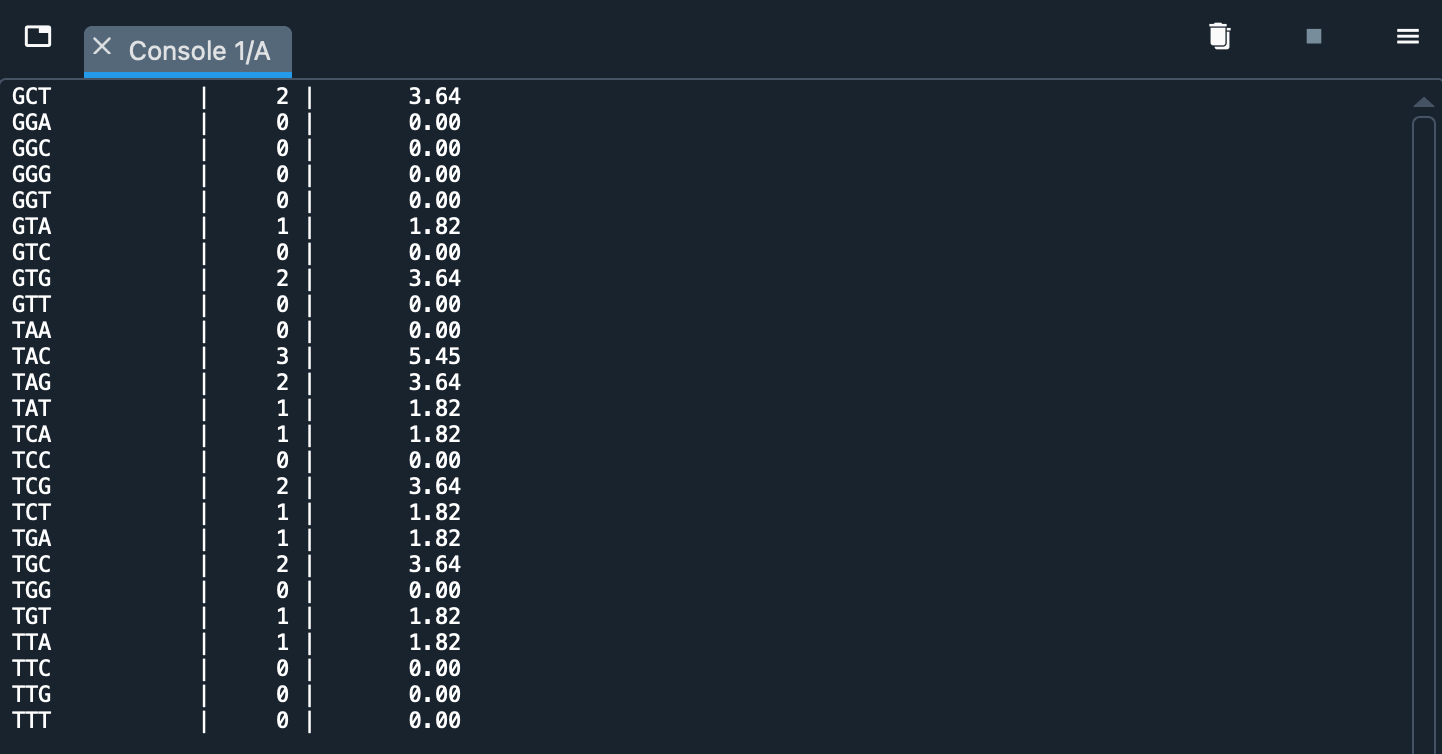 Console 1/A
GCT | 2 | 3.64
GGA | 0 | 0.00
GGC | 0 | 0.00
GGG | 0 | 0.00
GGT | 0 | 0.00
GTA | 1 | 1.82
GTC | 0 | 0.00
GTG | 2 | 3.64
GTT | 0 | 0.00
TAA | 0 | 0.00
TAC | 3 | 5.45
TAG | 2 | 3.64
TAT | 1 | 1.82
TCA | 1 | 1.82
TCC | 0 | 0.00
TCG | 2 | 3.64
TCT | 1 | 1.82
TGA | 1 | 1.82
TGC | 2 | 3.64
TGG | 0 | 0.00
TGT | 1 | 1.82
TTA | 1 | 1.82
TTC | 0 | 0.00
TTG | 0 | 0.00
TTT | 0 | 0.00